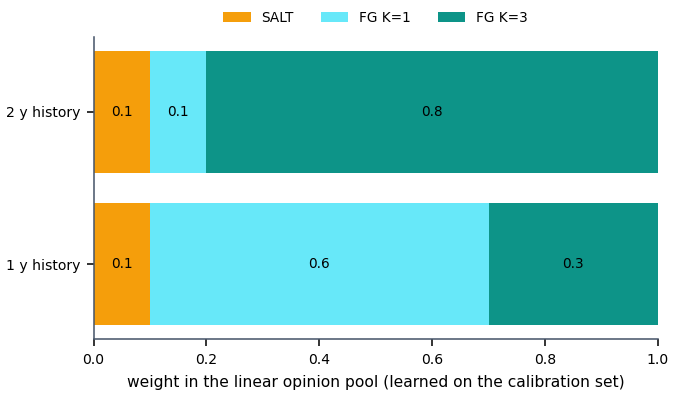 SALT FG K=1 FG K=3
2 y history 0.1 0.1 0.8
1 y history 0.1 0.6 0.3
0.0 0.2 0.4 0.6 0.8 1.0
weight in the linear opinion pool (learned on the calibration set)